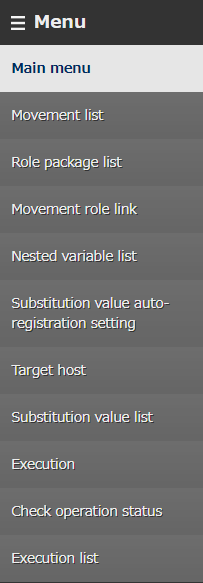 Menu
Main menu
Movement list
Role package list
Movement role link
Nested variable list
Substitution value auto-
registration setting
Target host
Substitution value list
Execution
Check operation status
Execution list